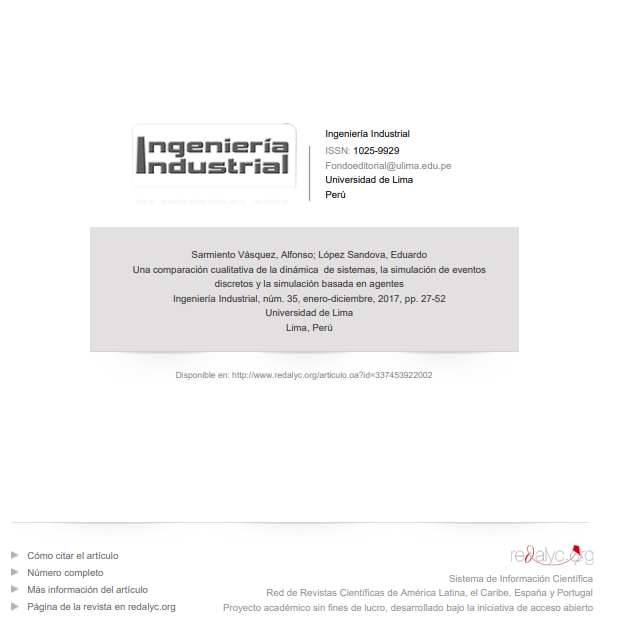 Ingeniería
Industrial
Ingeniería Industrial
ISSN: 1025-9929
Fondoeditorial@ulima.edu.pe
Universidad de Lima
Perú
Sarmiento Vásquez, Alfonso; López Sandova, Eduardo
Una comparación cualitativa de la dinámica de sistemas, la simulación de eventos
discretos y la simulación basada en agentes
Ingeniería Industrial, núm. 35, enero-diciembre, 2017, pp. 27-52
Universidad de Lima
Lima, Perú
Disponible en: http://www.redalyc.org/articulo.oa?id=337453922002
Cómo citar el artículo
Número completo
Más información del artículo
Página de la revista en redalyc.org
redalyc.org
Sistema de Información Científica
Red de Revistas Científicas de América Latina, el Caribe, España y Portugal
Proyecto académico sin fines de lucro, desarrollado bajo la iniciativa de acceso abierto